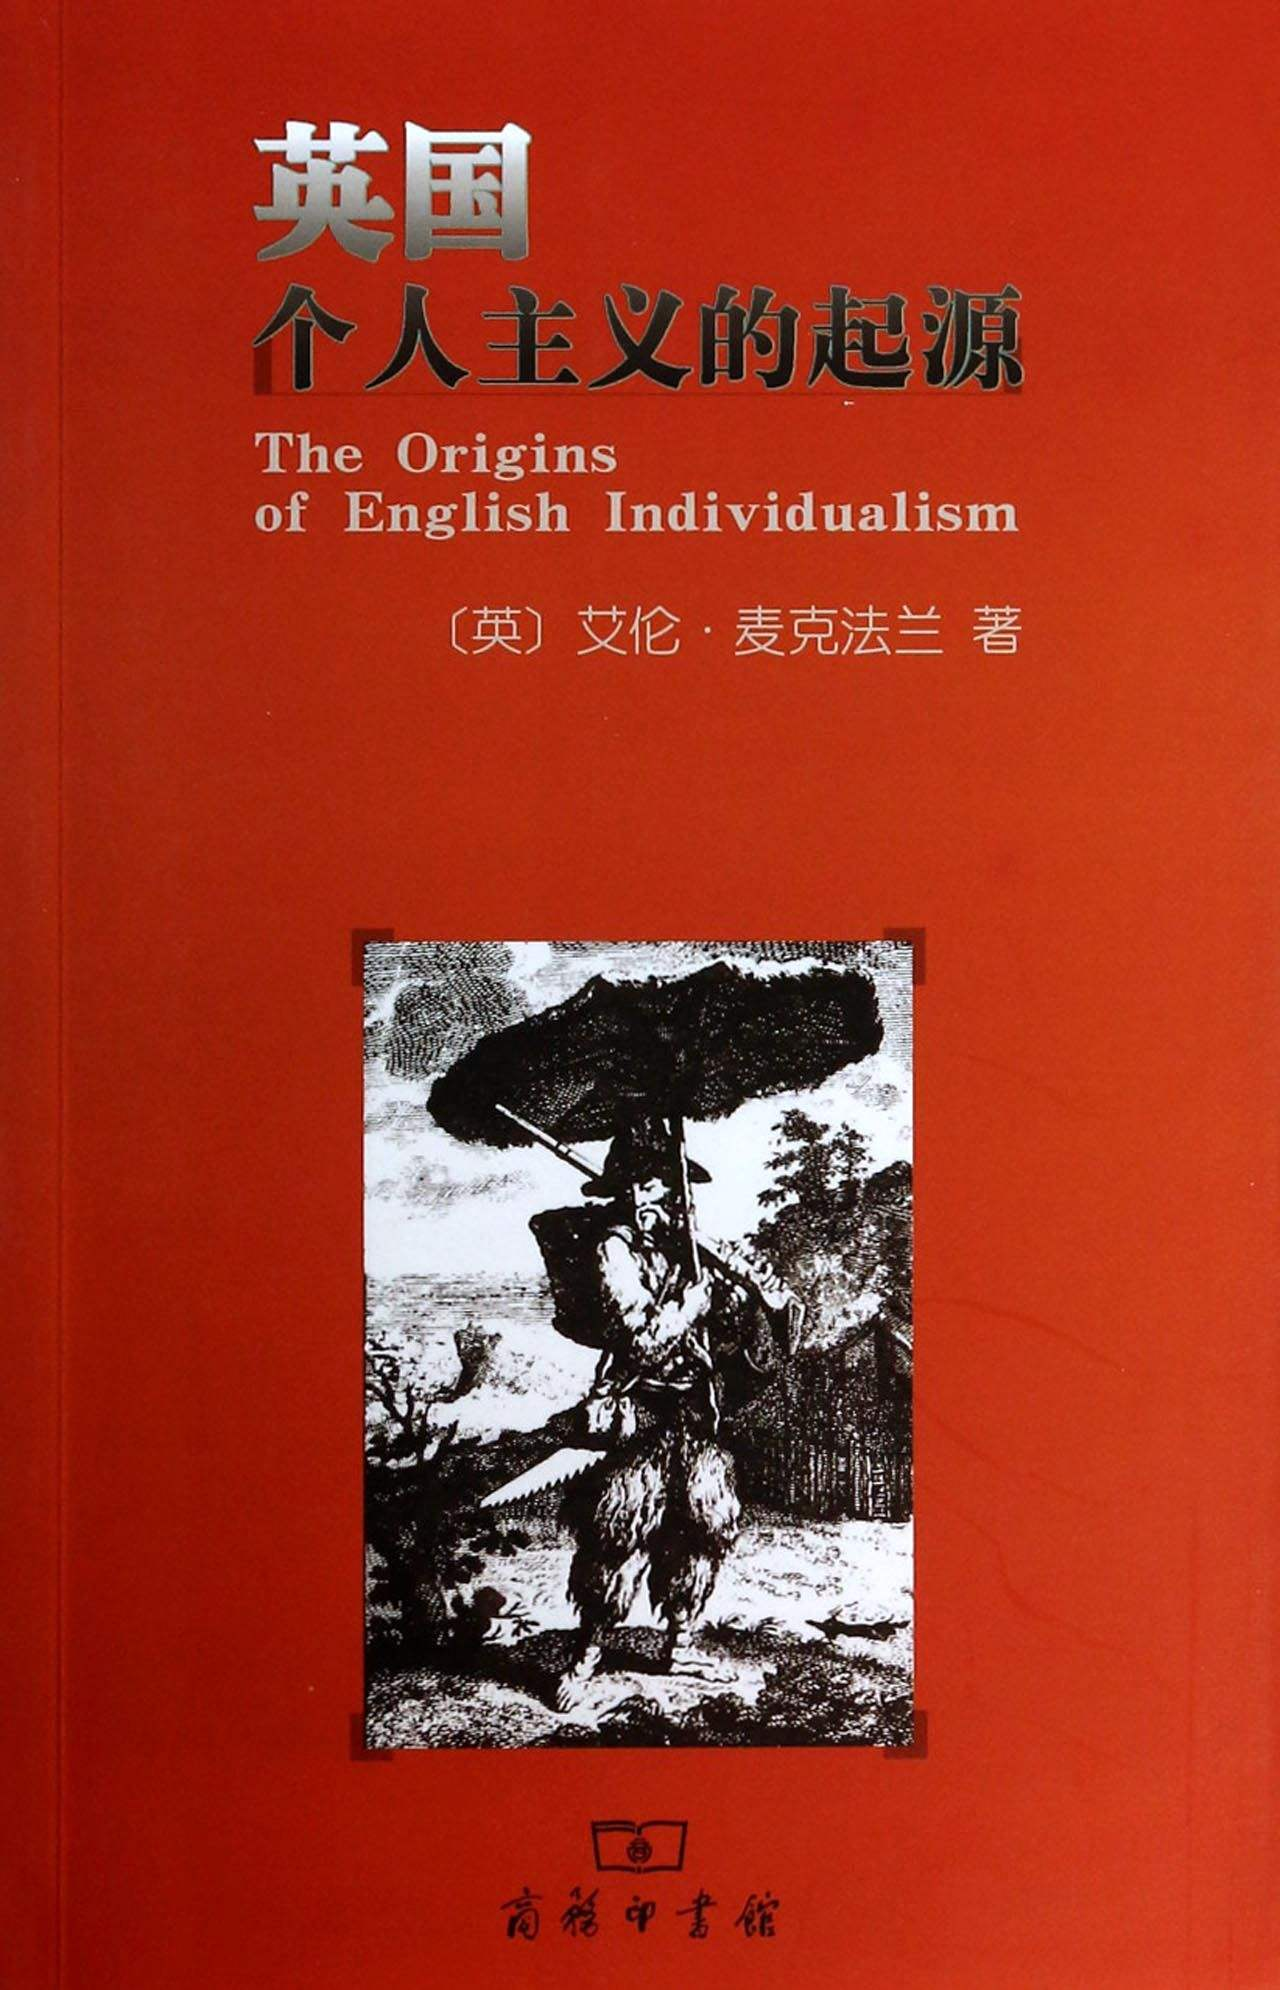 英国
个人主义的起源
The Origins
of English Individualism
〔英〕艾伦·麦克法兰 著
商務印書館